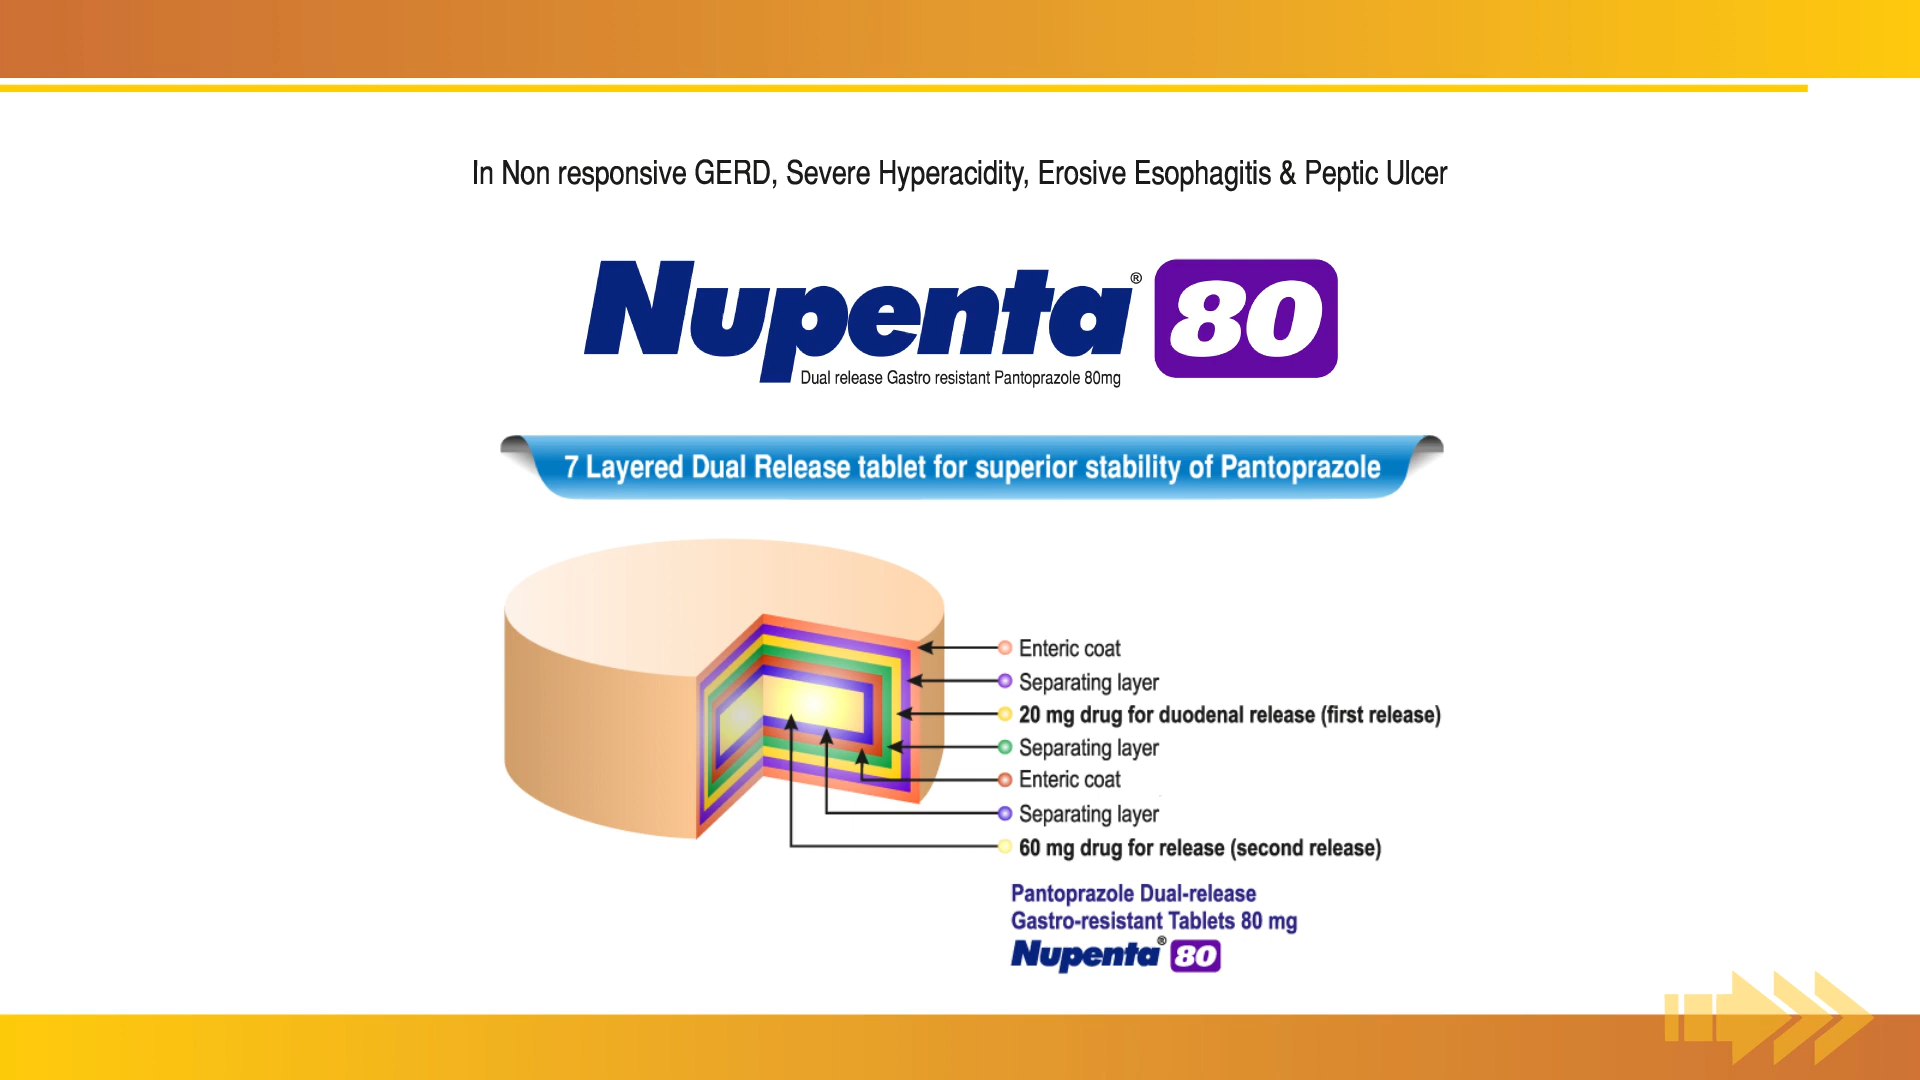 In Non responsive GERD, Severe Hyperacidity, Erosive Esophagitis & Peptic Ulcer
Nupenta® 80
Dual release Gastro resistant Pantoprazole 80mg
7 Layered Dual Release tablet for superior stability of Pantoprazole
Enteric coat
Separating layer
20 mg drug for duodenal release (first release)
Separating layer
Enteric coat
Separating layer
60 mg drug for release (second release)
Pantoprazole Dual-release
Gastro-resistant Tablets 80 mg
Nupenta® 80